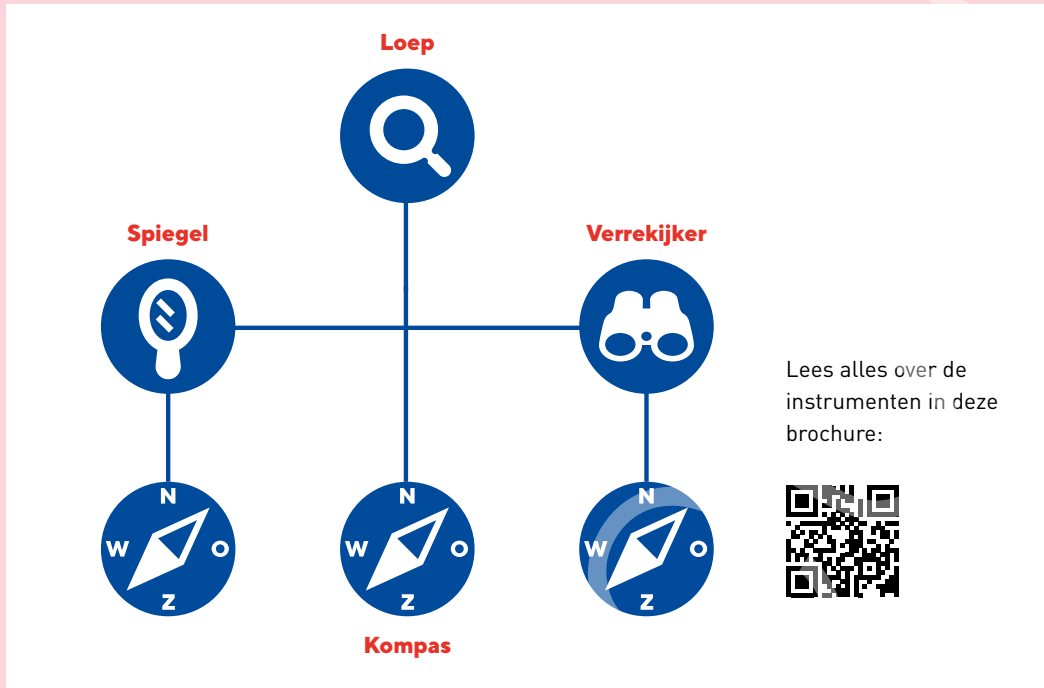 Loep
Spiegel
Verrekijker
Lees alles over de
instrumenten in deze
brochure:
N
W
O
Z
N
W
O
Z
N
W
O
Z
Kompas